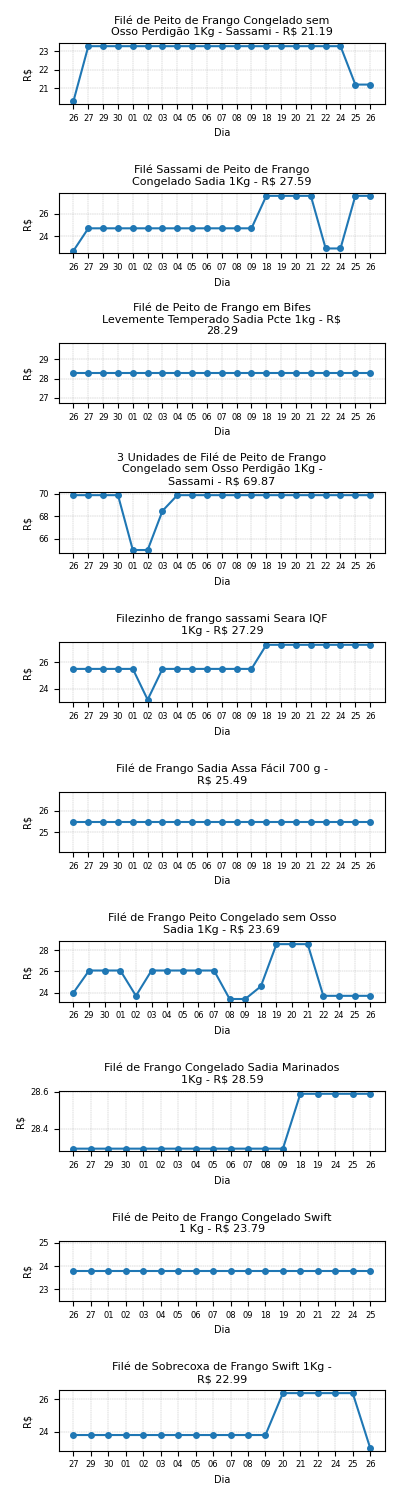 Filé de Peito de Frango Congelado sem
Osso Perdigão 1Kg - Sassami - R$ 21.19
23
22
21
R$
26 27 29 30 01 02 03 04 05 06 07 08 09 18 19 20 21 22 24 25 26
Dia
Filé Sassami de Peito de Frango
Congelado Sadia 1Kg - R$ 27.59
26
24
R$
26 27 29 30 01 02 03 04 05 06 07 08 09 18 19 20 21 22 24 25 26
Dia
Filé de Peito de Frango em Bifes
Levemente Temperado Sadia Pcte 1kg - R$
28.29
29
28
27
R$
26 27 29 30 01 02 03 04 05 06 07 08 09 18 19 20 21 22 24 25 26
Dia
3 Unidades de Filé de Peito de Frango
Congelado sem Osso Perdigão 1Kg -
Sassami - R$ 69.87
70
68
66
R$
26 27 29 30 01 02 03 04 05 06 07 08 09 18 19 20 21 22 24 25 26
Dia
Filezinho de frango sassami Seara IQF
1Kg - R$ 27.29
26
24
R$
26 27 29 30 01 02 03 04 05 06 07 08 09 18 19 20 21 22 24 25 26
Dia
Filé de Frango Sadia Assa Fácil 700 g -
R$ 25.49
26
25
R$
26 27 29 30 01 02 03 04 05 06 07 08 09 18 19 20 21 22 24 25 26
Dia
Filé de Frango Peito Congelado sem Osso
Sadia 1Kg - R$ 23.69
28
26
24
R$
26 29 30 01 02 03 04 05 06 07 08 09 18 19 20 21 22 24 25 26
Dia
Filé de Frango Congelado Sadia Marinados
1Kg - R$ 28.59
28.6
28.4
R$
26 27 29 30 01 02 03 04 05 06 07 08 09 18 19 24 25 26
Dia
Filé de Peito de Frango Congelado Swift
1 Kg - R$ 23.79
25
24
23
R$
26 27 01 02 03 04 05 06 07 08 09 18 19 20 21 22 24 25
Dia
Filé de Sobrecoxa de Frango Swift 1Kg -
R$ 22.99
26
24
R$
27 29 30 01 02 03 04 05 06 07 08 09 20 21 22 24 25 26
Dia